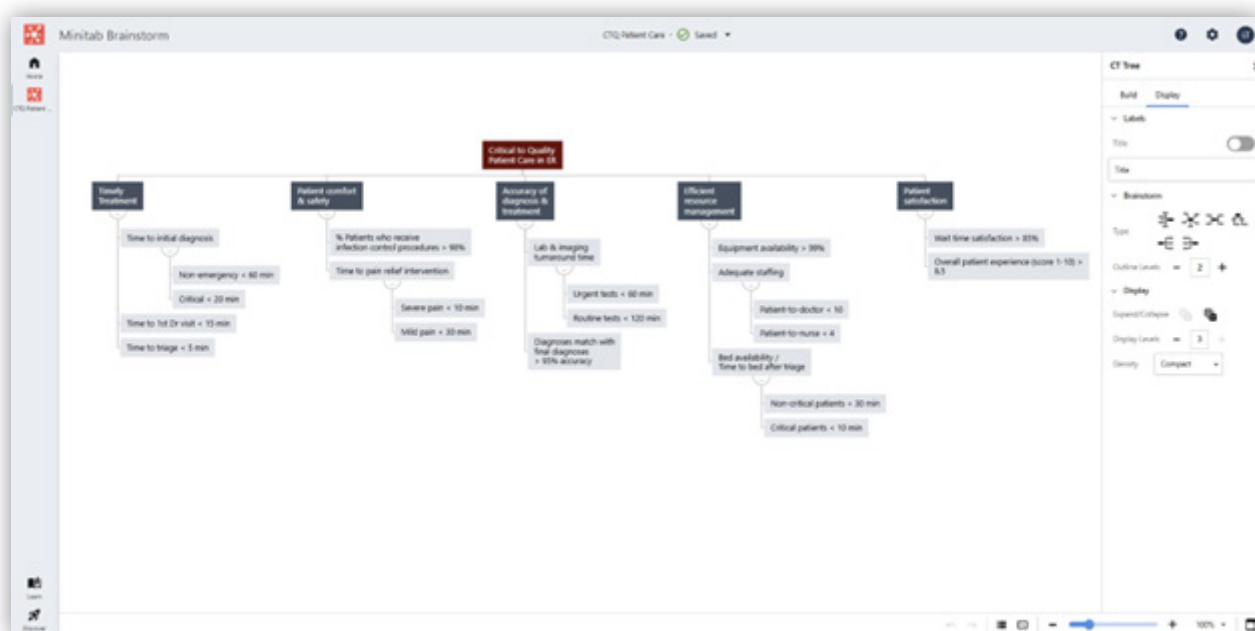 Minitab Brainstorm
CTQ Patient Care - Saved
Home
CTQ Patient ...
Critical to Quality
Patient Care in ER
Timely
Treatment
Time to initial diagnosis
Non-emergency < 60 min
Critical < 20 min
Time to 1st Dr visit < 15 min
Time to triage < 5 min
Patient comfort
& safety
% Patients who receive
infection control procedures > 98%
Time to pain relief intervention
Severe pain < 10 min
Mild pain < 30 min
Accuracy of
diagnosis &
treatment
Lab & imaging
turnaround time
Urgent tests < 60 min
Routine tests < 120 min
Diagnoses match with
final diagnoses
> 95% accuracy
Efficient
resource
management
Equipment availability > 99%
Adequate staffing
Patient-to-doctor < 10
Patient-to-nurse < 4
Bed availability /
Time to bed after triage
Non-critical patients < 30 min
Critical patients < 10 min
Patient
satisfaction
Wait time satisfaction > 85%
Overall patient experience (score 1-10) >
8.5
CT Tree
Build Display
Labels
Title
Title
Brainstorm
Type
Outline Levels 2
Display
Expand/Collapse
Display Levels 3
Density Compact
Learn
Discover
100%